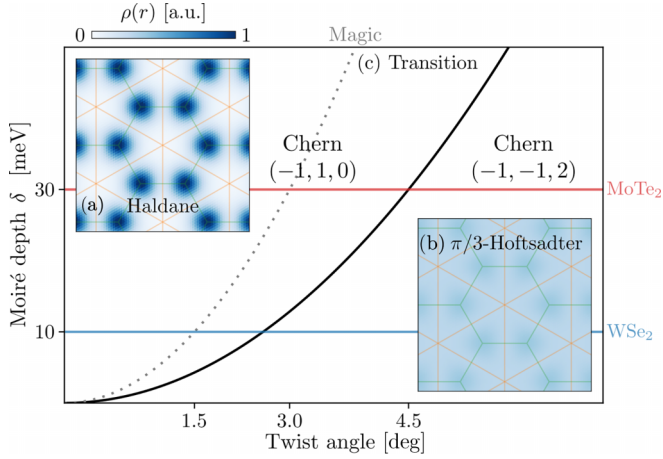 ρ(r) [a.u.]
0 1
Magic
(c) Transition
Chern
(−1, 1, 0)
Chern
(−1, −1, 2)
(a) Haldane
(b) π/3-Hoftsadter
Moiré depth δ [meV]
30
10
MoTe₂
WSe₂
1.5 3.0 4.5
Twist angle [deg]